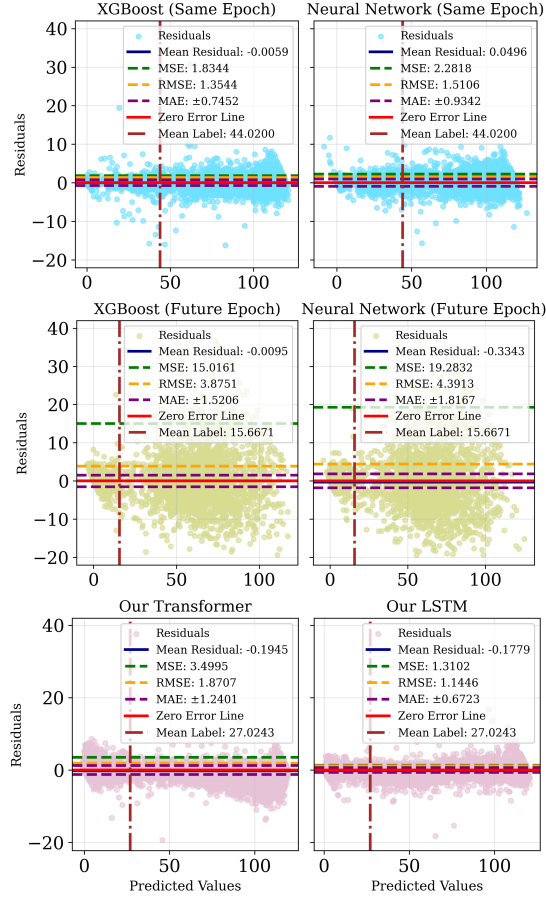 XGBoost (Same Epoch)
Neural Network (Same Epoch)
Residuals
40
30
20
10
0
−10
−20
Residuals
Mean Residual: -0.0059
MSE: 1.8344
RMSE: 1.3544
MAE: ±0.7452
Zero Error Line
Mean Label: 44.0200
0
50
100
Residuals
Mean Residual: 0.0496
MSE: 2.2818
RMSE: 1.5106
MAE: ±0.9342
Zero Error Line
Mean Label: 44.0200
0
50
100
XGBoost (Future Epoch)
Neural Network (Future Epoch)
Residuals
40
30
20
10
0
−10
−20
Residuals
Mean Residual: -0.0095
MSE: 15.0161
RMSE: 3.8751
MAE: ±1.5206
Zero Error Line
Mean Label: 15.6671
0
50
100
Residuals
Mean Residual: -0.3343
MSE: 19.2832
RMSE: 4.3913
MAE: ±1.8167
Zero Error Line
Mean Label: 15.6671
0
50
100
Our Transformer
Our LSTM
Residuals
40
20
0
−20
Residuals
Mean Residual: -0.1945
MSE: 3.4995
RMSE: 1.8707
MAE: ±1.2401
Zero Error Line
Mean Label: 27.0243
0
50
100
Predicted Values
Residuals
Mean Residual: -0.1779
MSE: 1.3102
RMSE: 1.1446
MAE: ±0.6723
Zero Error Line
Mean Label: 27.0243
0
50
100
Predicted Values